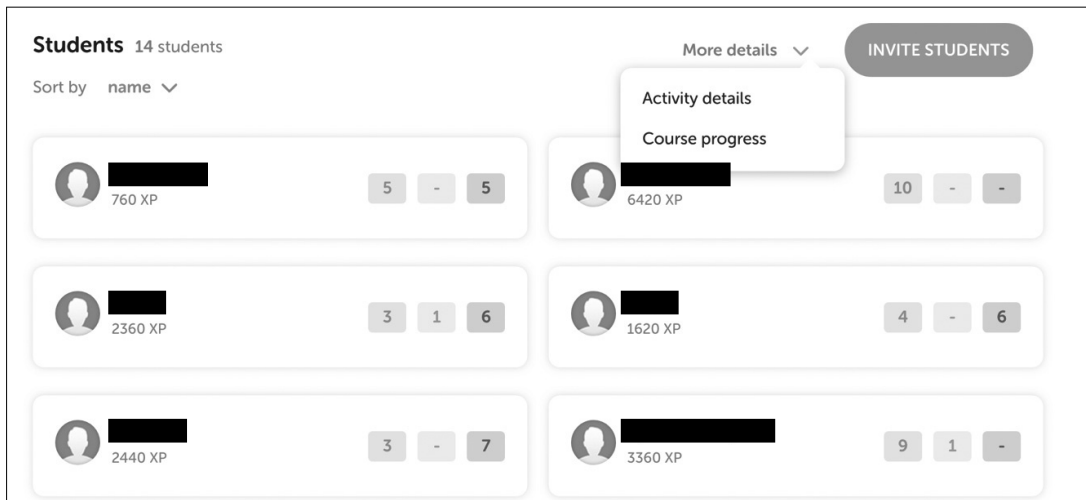 Students 14 students
More details
INVITE STUDENTS
Sort by name
Activity details
Course progress
760 XP
5 - 5
6420 XP
10 - -
2360 XP
3 1 6
1620 XP
4 - 6
2440 XP
3 - 7
3360 XP
9 1 -